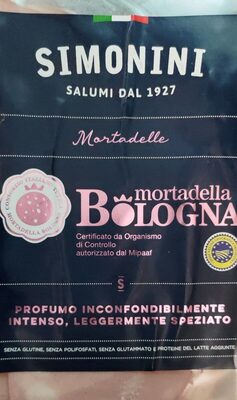 SIMONINI
SALUMI DAL 1927
Mortadelle
mortadella
BOLOGNA
Certificato da Organismo
di Controllo
autorizzato dal Mipaaf
S
PROFUMO INCONFONDIBILMENTE
INTENSO, LEGGERMENTE SPEZIATO
SENZA GLUTINE, SENZA POLIFOSFATI, SENZA GLUTAMMATO E PROTEINE DEL LATTE AGGIUNTE.